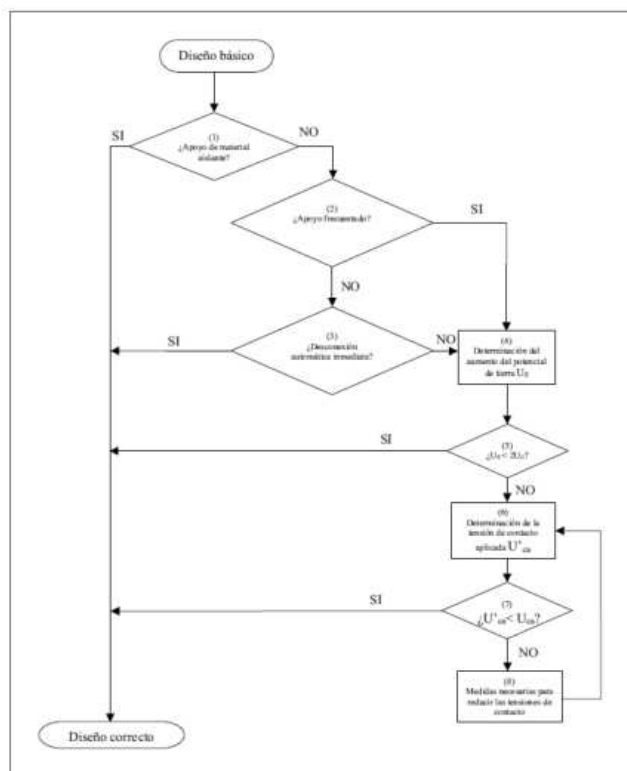 Diseño básico
SI
(1)
¿Apoyo de material
aislante?
NO
(2)
¿Apoyo frecuentado?
SI
NO
SI
(3)
¿Desconexión
automática inmediata?
NO
(4)
Determinación del
aumento del potencial
de tierra UE
SI
(5)
¿UE < 2Uc?
NO
(6)
Determinación de la
tensión de contacto
aplicada U'ca
SI
(7)
¿U'ca< Uca?
NO
(8)
Medidas necesarias para
reducir las tensiones de
contacto
Diseño correcto